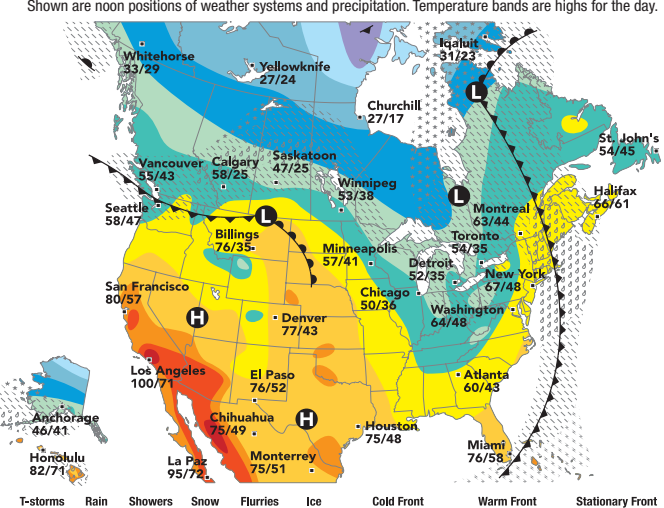 Shown are noon positions of weather systems and precipitation. Temperature bands are highs for the day.
Whitehorse
33/29
Yellowknife
27/24
Iqaluit
31/23
L
Churchill
27/17
St. John's
54/45
Vancouver
55/43
Calgary
58/25
Saskatoon
47/25
Winnipeg
53/38
L
Halifax
66/61
Seattle
58/47
L
Montreal
63/44
Billings
76/35
Minneapolis
57/41
Toronto
54/35
Detroit
52/35
New York
67/48
San Francisco
80/57
Chicago
50/36
Washington
64/48
H
Denver
77/43
Los Angeles
100/71
El Paso
76/52
Atlanta
60/43
Anchorage
46/41
Chihuahua
75/49
H
Houston
75/48
Honolulu
82/71
La Paz
95/72
Monterrey
75/51
Miami
76/58
T-storms Rain Showers Snow Flurries Ice Cold Front Warm Front Stationary Front